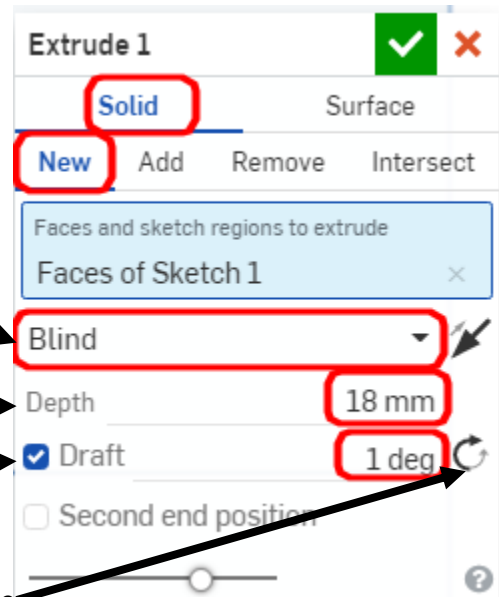 Extrude 1
Solid Surface
New Add Remove Intersect
Faces and sketch regions to extrude
Faces of Sketch 1
Blind
Depth 18 mm
Draft 1 deg
Second end position